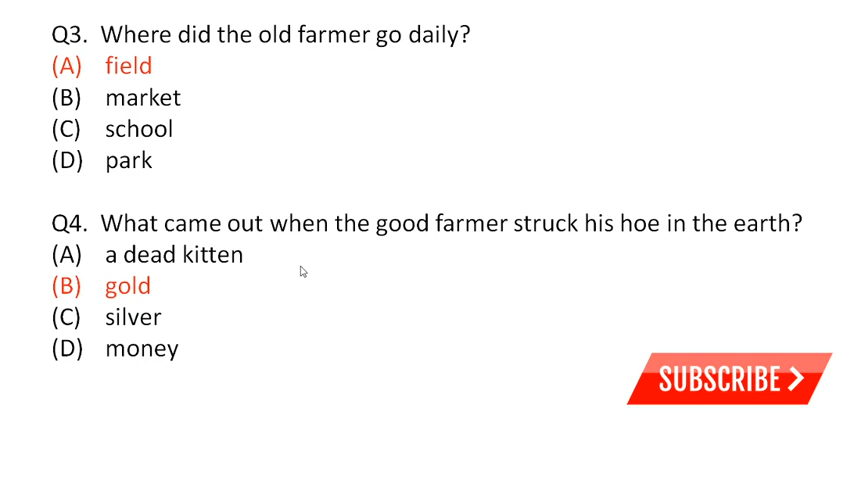 Q3. Where did the old farmer go daily?
(A) field
(B) market
(C) school
(D) park
Q4. What came out when the good farmer struck his hoe in the earth?
(A) a dead kitten
(B) gold
(C) silver
(D) money
SUBSCRIBE